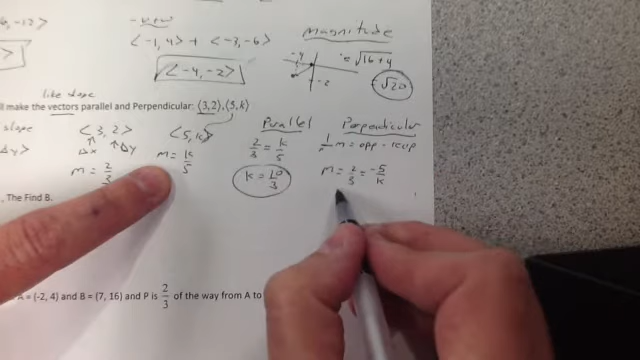 , -12>
-u+w
<-1, 4> + <-3, -6>
>
<-4, -2>
Magnitude
-4
-2
= √16+4
√20
like slope
ll make the vectors parallel and Perpendicular: (3,2),(5,k)
slope
Δy>
<3, 2>
Δx Δy
m = 2/3
<5, k>
m = k/5
Parallel
2/3 = k/5
k = 10/3
Perpendicular
m = opp - recip
m = 2/3 = -5/k
. The Find B.
A = (-2, 4) and B = (7, 16) and P is 2/3 of the way from A to